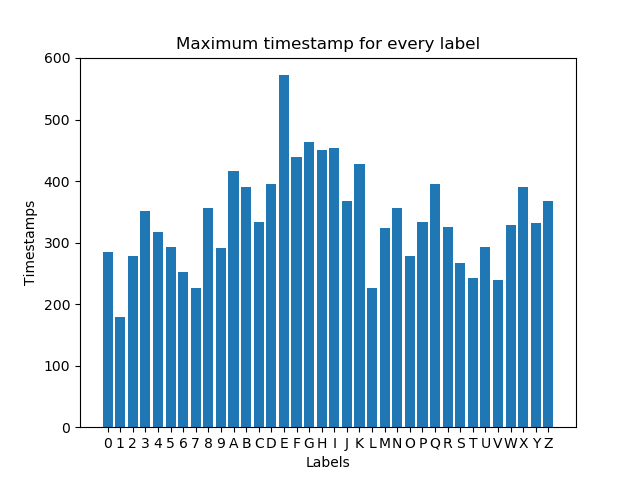 Maximum timestamp for every label
600
500
400
300
200
100
0
Timestamps
0 1 2 3 4 5 6 7 8 9 A B C D E F G H I J K L M N O P Q R S T U V W X Y Z
Labels